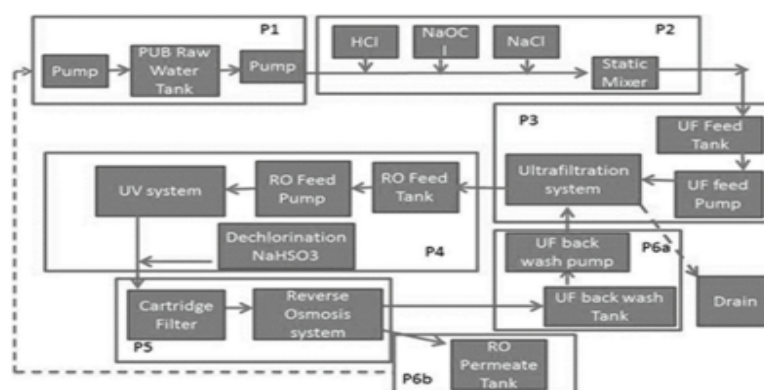 P1
Pump
PUB Raw
Water
Tank
Pump
P2
HCl
NaOC
l
NaCl
Static
Mixer
P3
UF Feed
Tank
UF feed
Pump
Ultrafiltration
system
RO Feed
Tank
RO Feed
Pump
UV system
Dechlorination
NaHSO3
P4
P6a
UF back
wash pump
UF back wash
Tank
Drain
Cartridge
Filter
Reverse
Osmosis
system
P5
P6b
RO
Permeate
Tank